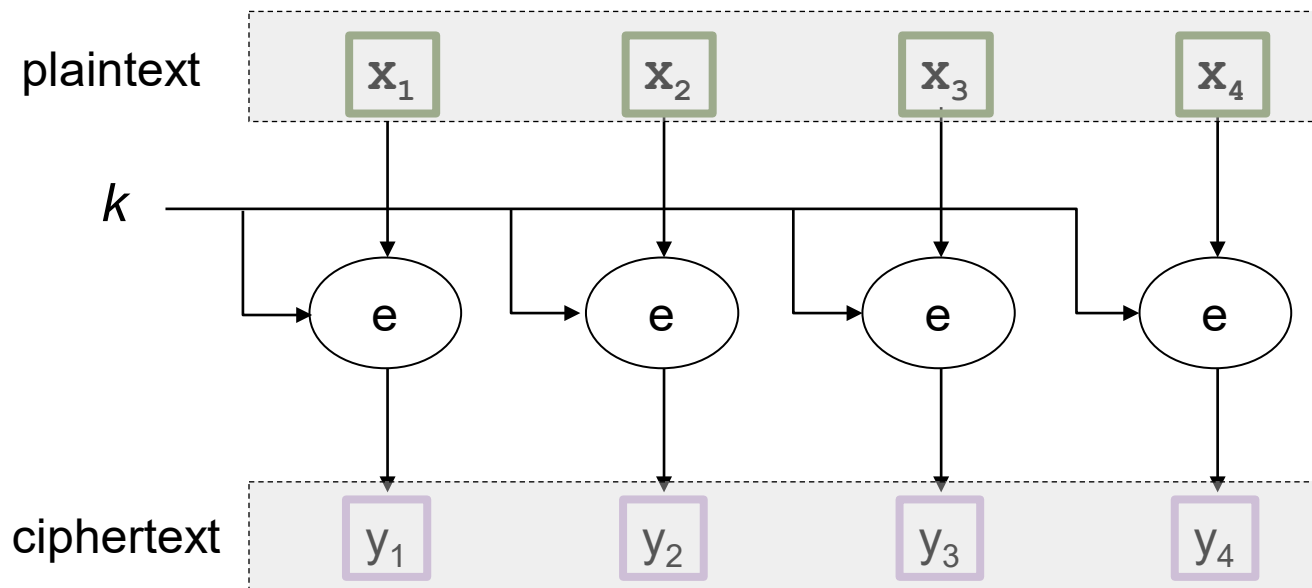 plaintext x₁ x₂ x₃ x₄
k
e e e e
ciphertext y₁ y₂ y₃ y₄